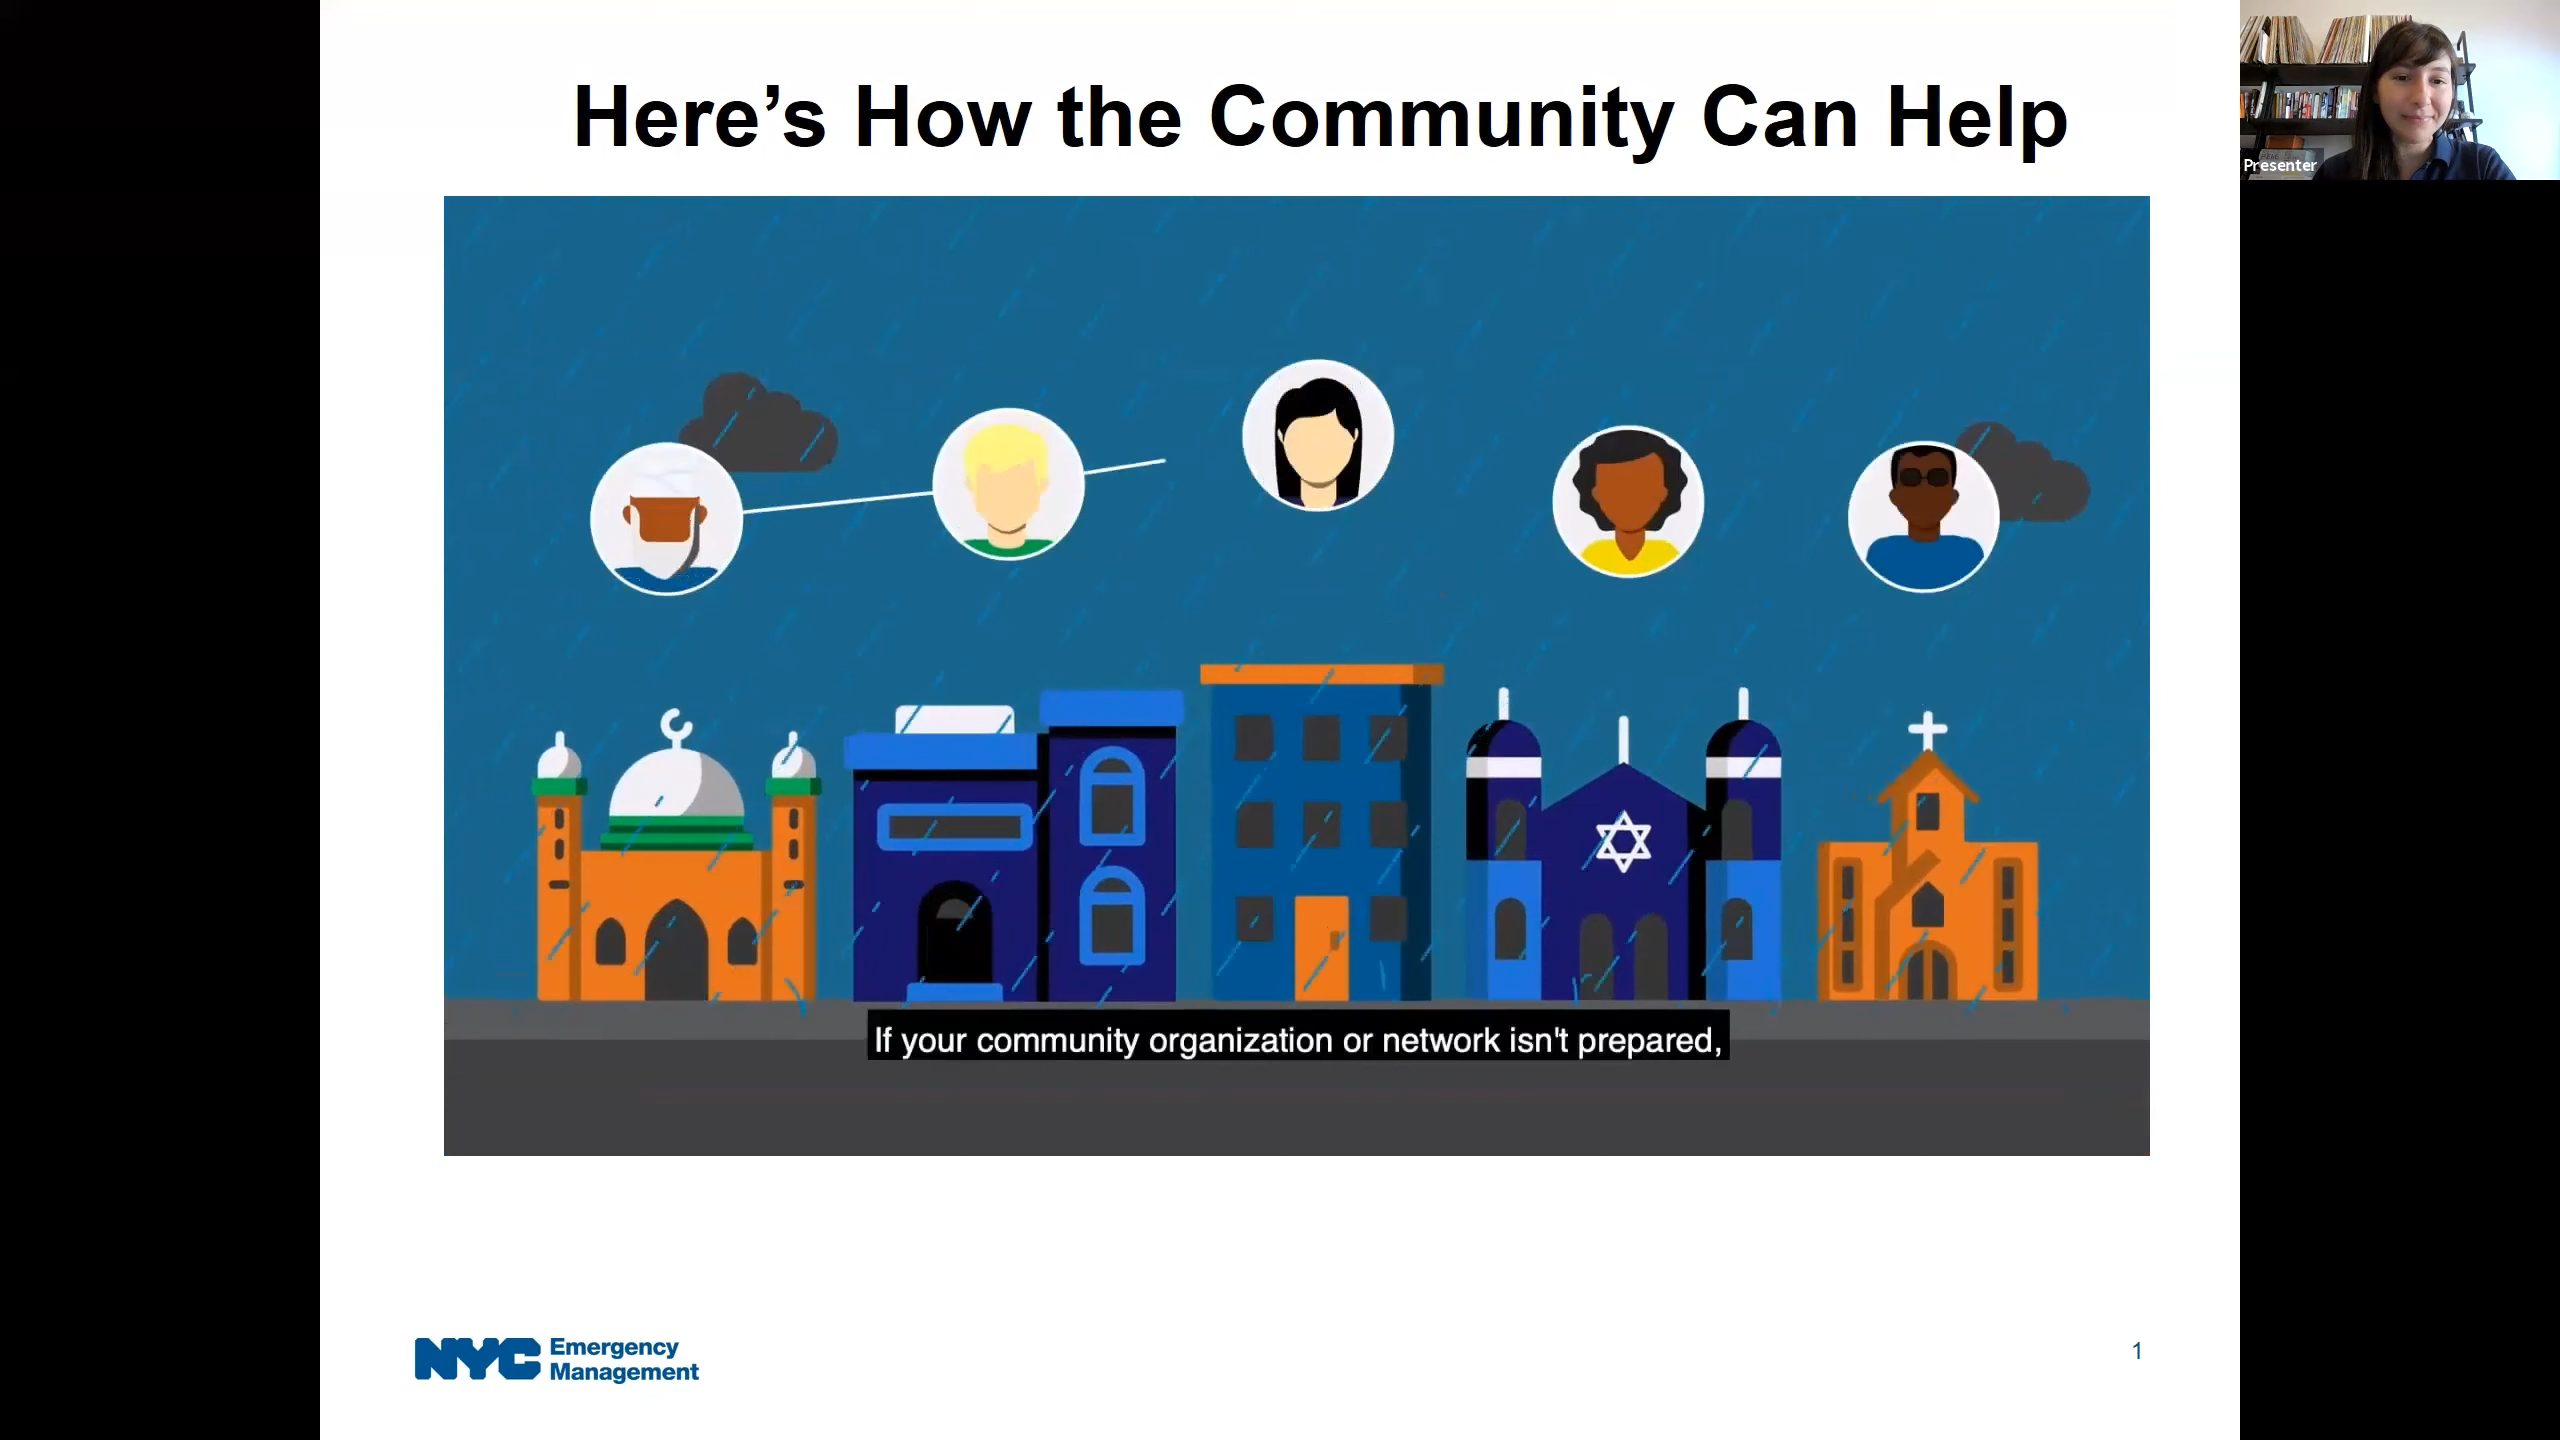 Here’s How the Community Can Help
Presenter
If your community organization or network isn't prepared,
NYC Emergency
Management
1